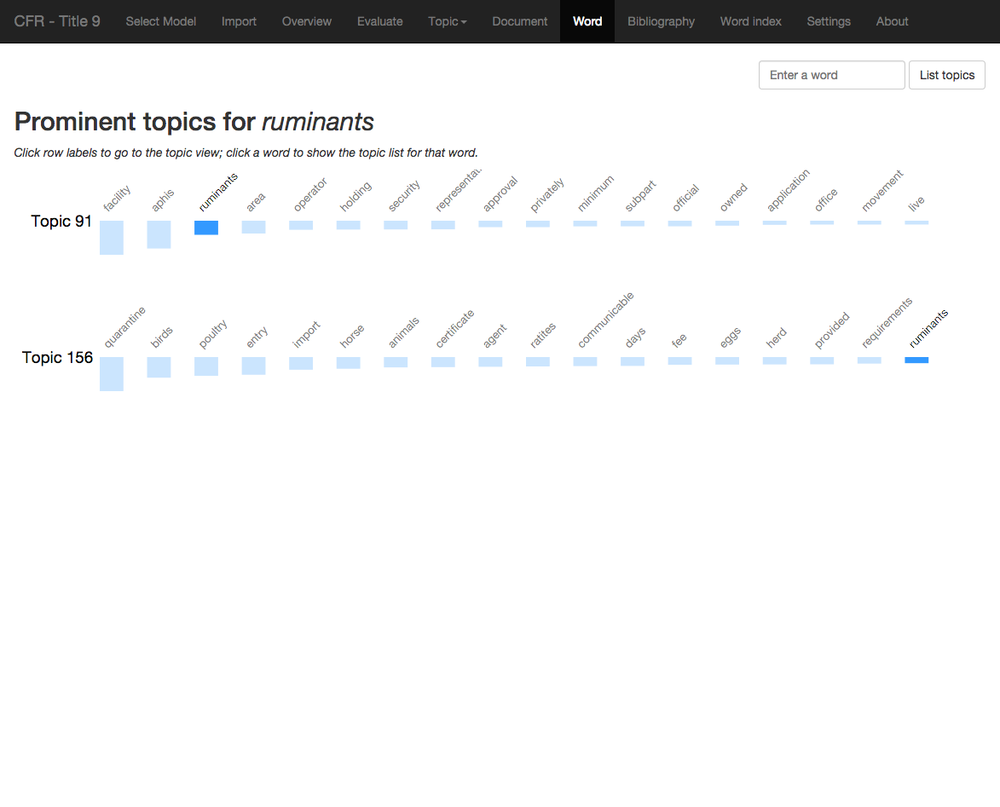 CFR - Title 9 Select Model Import Overview Evaluate Topic Document Word Bibliography Word index Settings About
Enter a word List topics
Prominent topics for ruminants
Click row labels to go to the topic view; click a word to show the topic list for that word.
facility aphis ruminants area operator holding security representat approval privately minimum subpart official owned application office movement live
Topic 91
quarantine birds poultry entry import horse animals certificate agent ratites communicable days fee eggs herd provided requirements ruminants
Topic 156